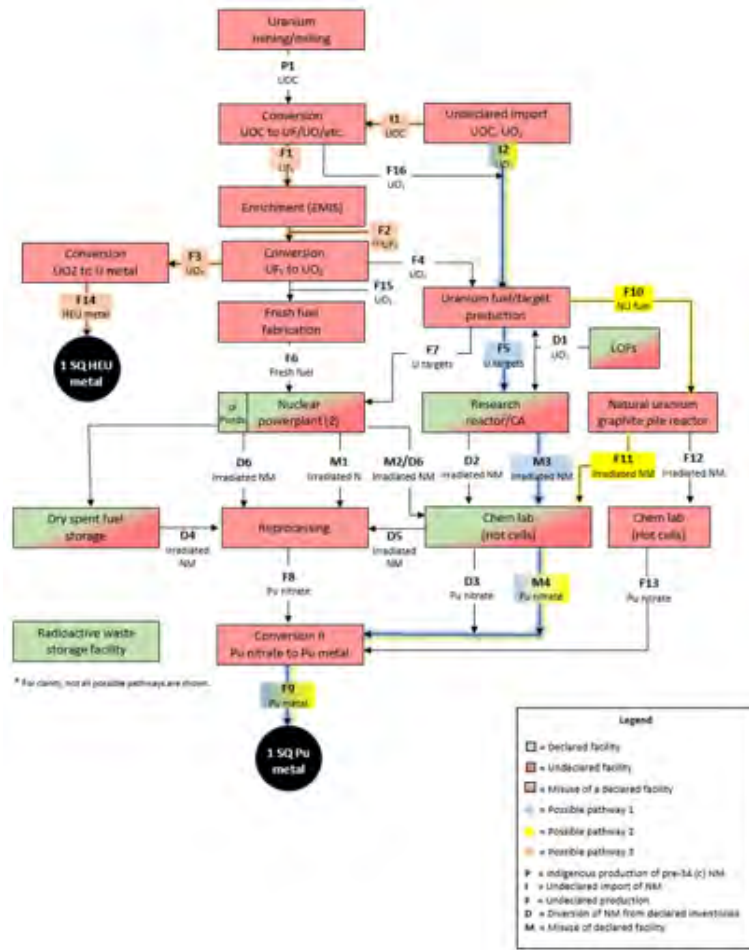 Uranium
mining/milling
P1
UOC
Conversion
UOC to UF/UO/etc.
I1
UOC
Undeclared import
UOC, UO₂
F1
I2
F16
UO₂
Enrichment (EMIS)
F2
Conversion
UO2 to U metal
F3
Conversion
UF₄ to UO₂
F4
F14
HEU metal
F15
UO₂
Uranium fuel/target
production
F10
NU fuel
1 SQ HEU
metal
Fresh fuel
fabrication
F7
U targets
F5
U targets
D1
UO₂
LOFs
F6
Fresh fuel
Ponds
Nuclear
powerplant (2)
Research
reactor/CA
Natural uranium
graphite pile reactor
D6
Irradiated NM
M1
Irradiated N
M2/D6
Irradiated NM
D2
Irradiated NM
M3
Irradiated NM
F11
Irradiated NM
F12
Irradiated NM
Dry spent fuel
storage
D4
Irradiated
NM
Reprocessing
D5
Irradiated
NM
Chem lab
(Hot cells)
Chem lab
(Hot cells)
F8
Pu nitrate
D3
Pu nitrate
M4
Pu nitrate
F13
Pu nitrate
Radioactive waste
storage facility
Conversion II
Pu nitrate to Pu metal
* For clarity, not all possible pathways are shown.
F9
Pu metal
1 SQ Pu
metal
Legend
= Declared facility
= Undeclared facility
= Misuse of a declared facility
= Possible pathway 1
= Possible pathway 2
= Possible pathway 3
P = Indigenous production of pre-34 (c) NM
I = Undeclared import of NM
F = Undeclared production
D = Diversion of NM from declared inventories
M = Misuse of declared facility